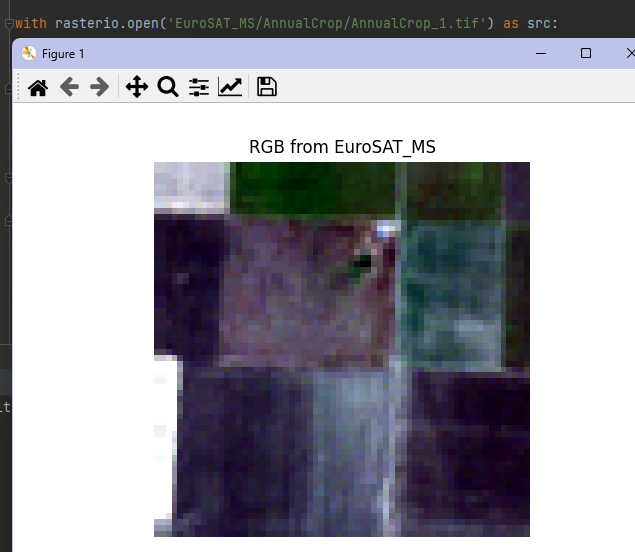 with rasterio.open('EuroSAT_MS/AnnualCrop/AnnualCrop_1.tif') as src:
Figure 1
RGB from EuroSAT_MS